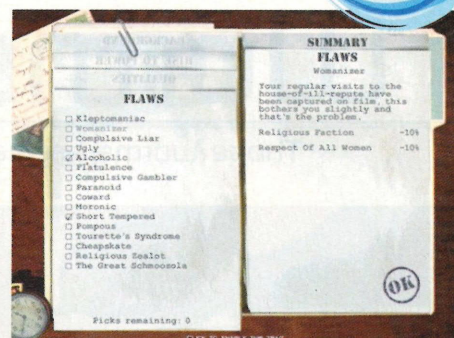 FLAWS
Kleptomaniac
Womanizer
Compulsive Liar
Ugly
Alcoholic
Flatulence
Compulsive Gambler
Paranoid
Coward
Moronic
Short Tempered
Pompous
Tourette's Syndrome
Cheapskate
Religious Zealot
The Great Schmoozola
Picks remaining: 0
SUMMARY
FLAWS
Womanizer
Your regular visits to the
house-of-ill-repute have
been captured on film, this
bothers you slightly and
that's the problem.
Religious Faction -10%
Respect Of All Women -10%
OK